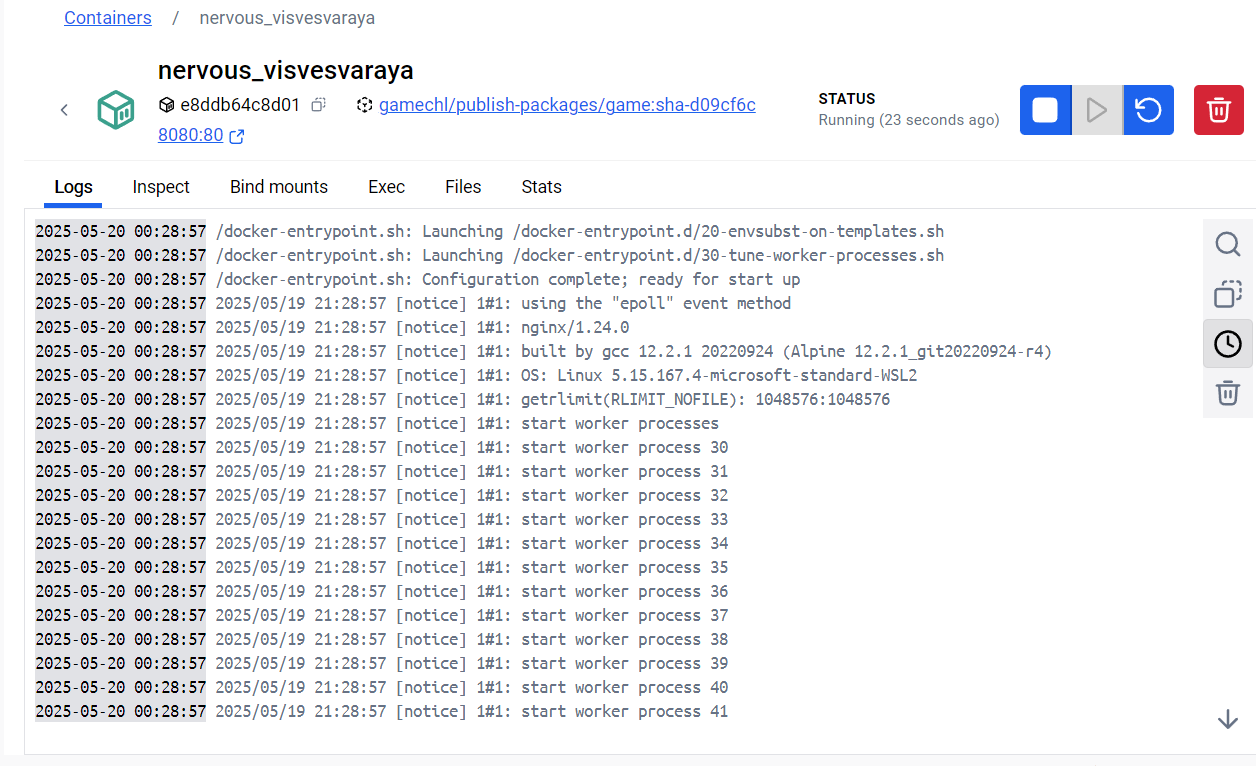 Containers / nervous_visvesvaraya
nervous_visvesvaraya
e8ddb64c8d01 gamechl/publish-packages/game:sha-d09cf6c
8080:80
STATUS
Running (23 seconds ago)
Logs Inspect Bind mounts Exec Files Stats
2025-05-20 00:28:57 /docker-entrypoint.sh: Launching /docker-entrypoint.d/20-envsubst-on-templates.sh
2025-05-20 00:28:57 /docker-entrypoint.sh: Launching /docker-entrypoint.d/30-tune-worker-processes.sh
2025-05-20 00:28:57 /docker-entrypoint.sh: Configuration complete; ready for start up
2025-05-20 00:28:57 2025/05/19 21:28:57 [notice] 1#1: using the "epoll" event method
2025-05-20 00:28:57 2025/05/19 21:28:57 [notice] 1#1: nginx/1.24.0
2025-05-20 00:28:57 2025/05/19 21:28:57 [notice] 1#1: built by gcc 12.2.1 20220924 (Alpine 12.2.1_git20220924-r4)
2025-05-20 00:28:57 2025/05/19 21:28:57 [notice] 1#1: OS: Linux 5.15.167.4-microsoft-standard-WSL2
2025-05-20 00:28:57 2025/05/19 21:28:57 [notice] 1#1: getrlimit(RLIMIT_NOFILE): 1048576:1048576
2025-05-20 00:28:57 2025/05/19 21:28:57 [notice] 1#1: start worker processes
2025-05-20 00:28:57 2025/05/19 21:28:57 [notice] 1#1: start worker process 30
2025-05-20 00:28:57 2025/05/19 21:28:57 [notice] 1#1: start worker process 31
2025-05-20 00:28:57 2025/05/19 21:28:57 [notice] 1#1: start worker process 32
2025-05-20 00:28:57 2025/05/19 21:28:57 [notice] 1#1: start worker process 33
2025-05-20 00:28:57 2025/05/19 21:28:57 [notice] 1#1: start worker process 34
2025-05-20 00:28:57 2025/05/19 21:28:57 [notice] 1#1: start worker process 35
2025-05-20 00:28:57 2025/05/19 21:28:57 [notice] 1#1: start worker process 36
2025-05-20 00:28:57 2025/05/19 21:28:57 [notice] 1#1: start worker process 37
2025-05-20 00:28:57 2025/05/19 21:28:57 [notice] 1#1: start worker process 38
2025-05-20 00:28:57 2025/05/19 21:28:57 [notice] 1#1: start worker process 39
2025-05-20 00:28:57 2025/05/19 21:28:57 [notice] 1#1: start worker process 40
2025-05-20 00:28:57 2025/05/19 21:28:57 [notice] 1#1: start worker process 41